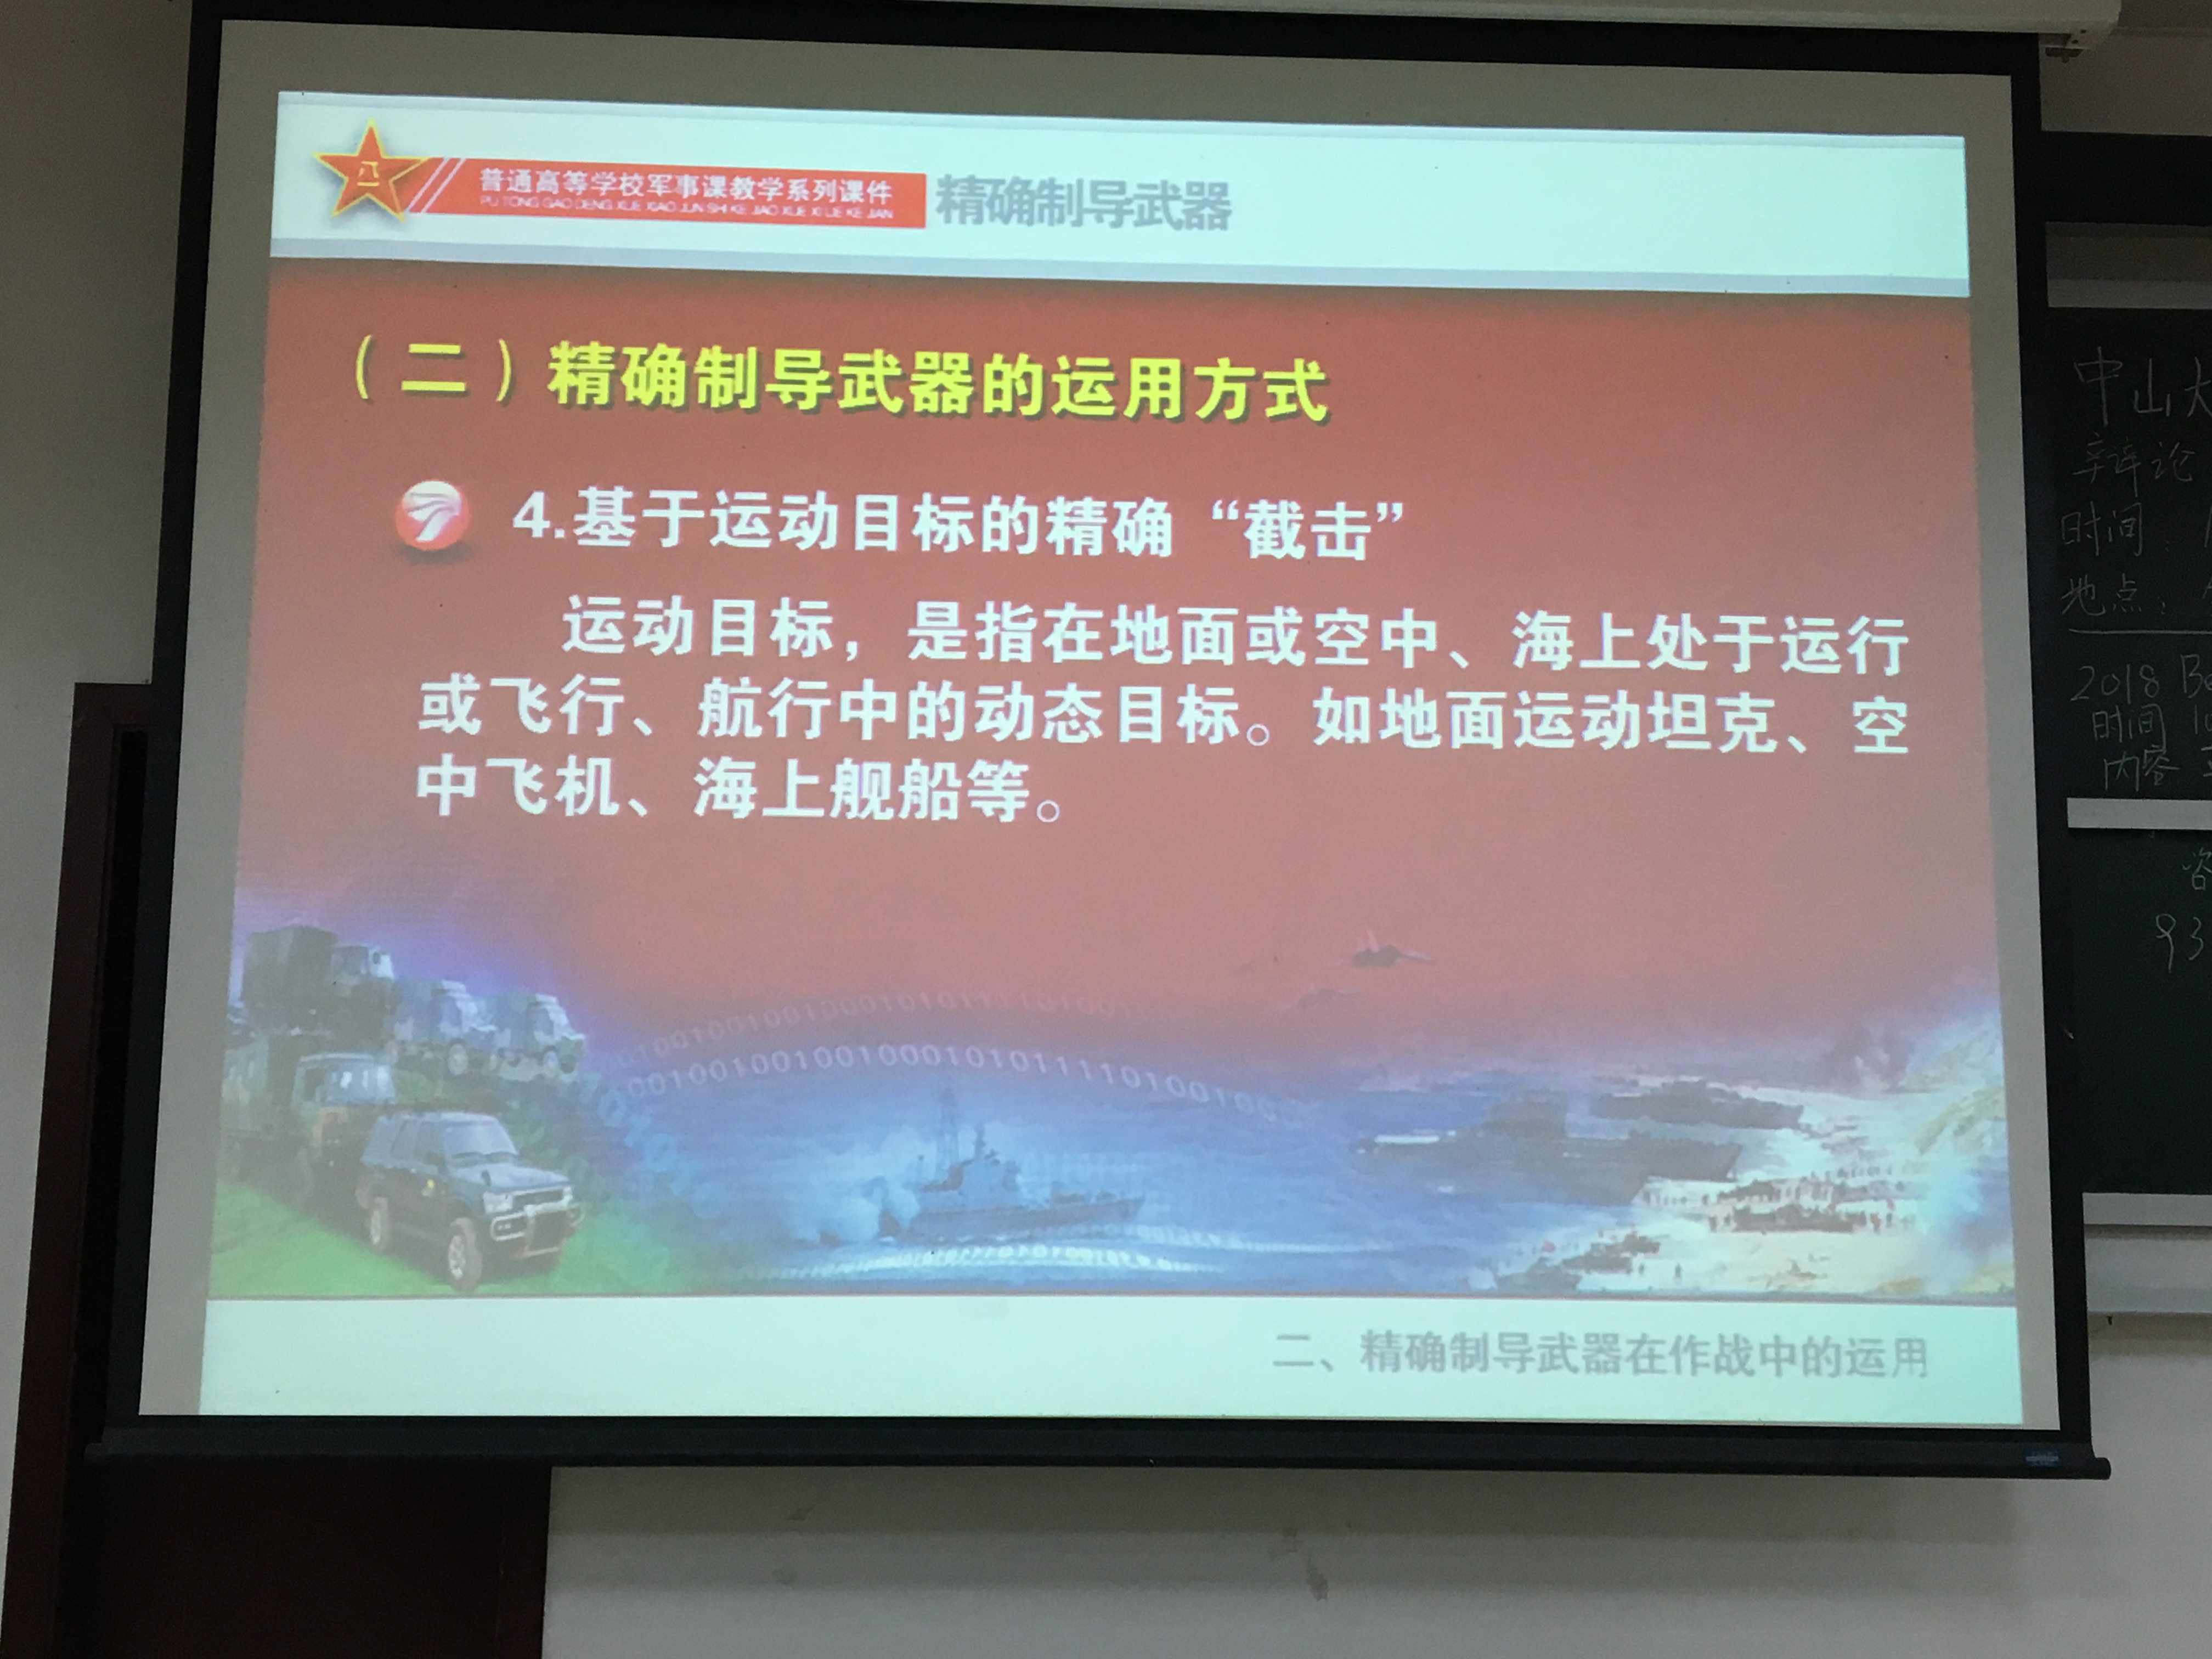 八一
普通高等学校军事课教学系列课件
PU TONG GAO DENG XUE XIAO JUN SHI KE JIAO XUE XI LIE KE JIAN
精确制导武器
（二）精确制导武器的运用方式
4.基于运动目标的精确“截击”
运动目标，是指在地面或空中、海上处于运行
或飞行、航行中的动态目标。如地面运动坦克、空
中飞机、海上舰船等。
二、精确制导武器在作战中的运用
中山大
辩论
时间：1
地点：
2018 Be
时间 1
内容
咨
93